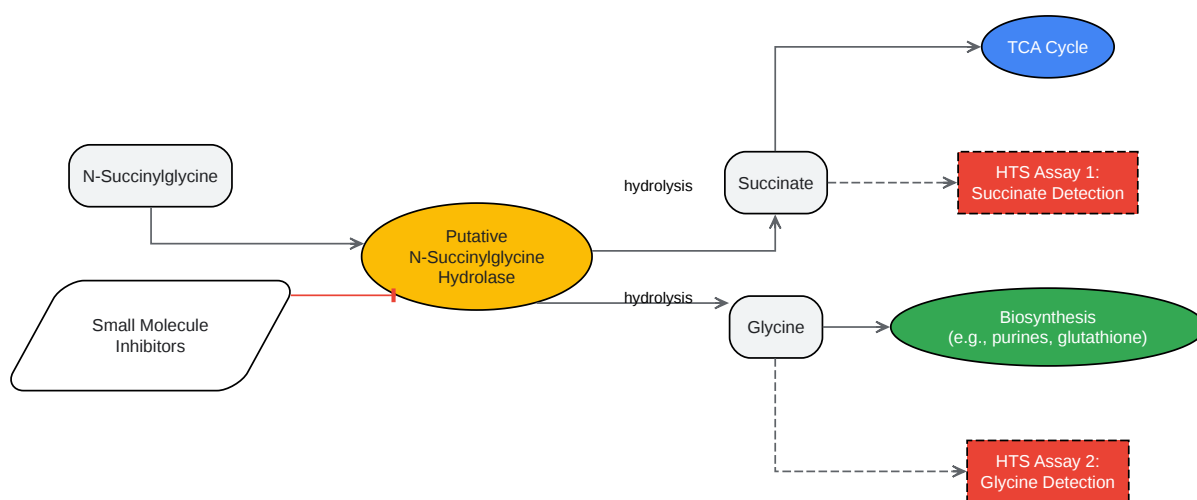 TCA Cycle
N-Succinylglycine
hydrolysis
Succinate
HTS Assay 1:
Succinate Detection
Putative
N-Succinylglycine
Hydrolase
Small Molecule
Inhibitors
hydrolysis
Glycine
Biosynthesis
(e.g., purines, glutathione)
HTS Assay 2:
Glycine Detection